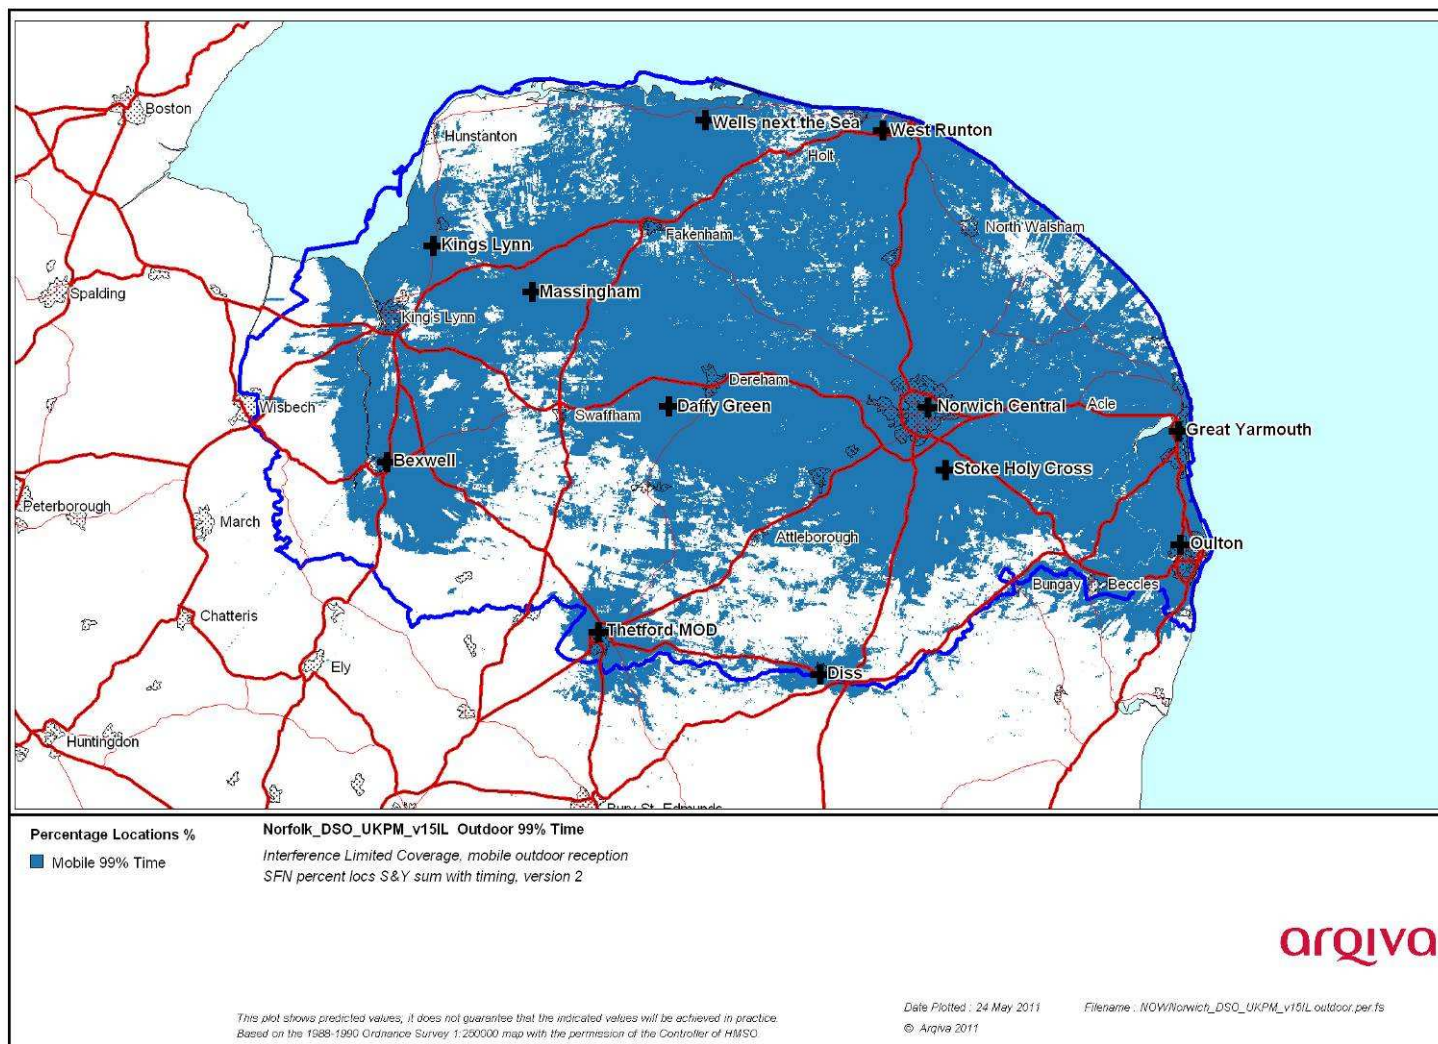 Boston
Hunstanton
Wells next the Sea
West Runton
Holt
Kings Lynn
Fakenham
North Walsham
Spalding
Massingham
King's Lynn
Dereham
Wisbech
Swaffham
Daffy Green
Norwich Central
Acle
Great Yarmouth
Bexwell
Stoke Holy Cross
Peterborough
March
Attleborough
Oulton
Bungay
Beccles
Chatteris
Thetford MOD
Ely
Diss
Huntingdon
Bury St. Edmunds
Percentage Locations %
Mobile 99% Time
Norfolk_DSO_UKPM_v15IL Outdoor 99% Time
Interference Limited Coverage, mobile outdoor reception
SFN percent locs S&Y sum with timing, version 2
arqiva
Date Plotted : 24 May 2011 Filename : NOWNorwich_DSO_UKPM_v15IL.outdoor.per.fs
© Arqiva 2011
This plot shows predicted values; it does not guarantee that the indicated values will be achieved in practice.
Based on the 1988-1990 Ordnance Survey 1:250000 map with the permission of the Controller of HMSO.